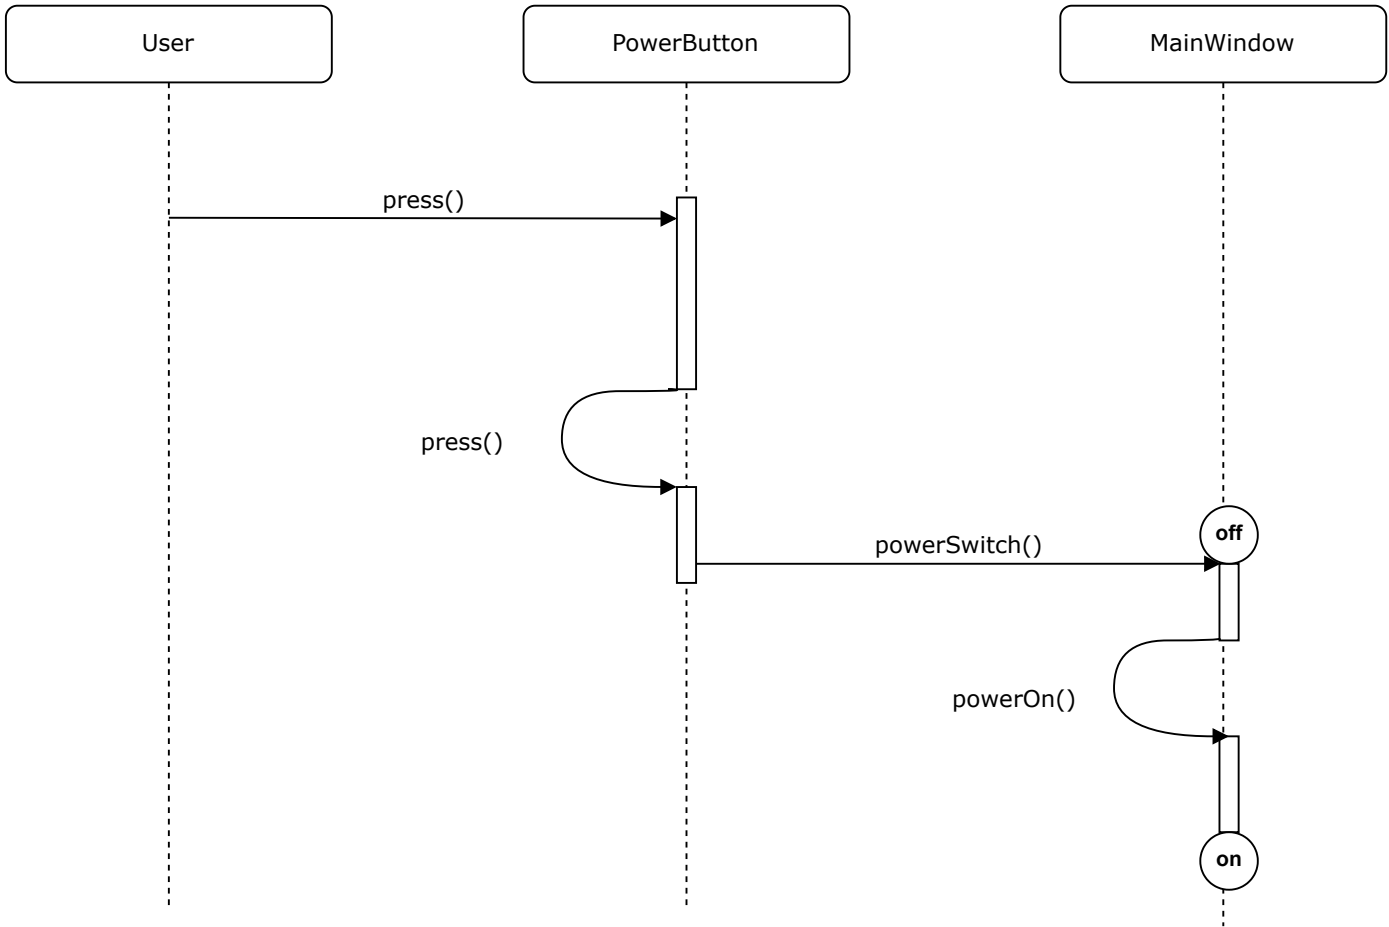 User
PowerButton
MainWindow
press()
press()
off
powerSwitch()
powerOn()
on